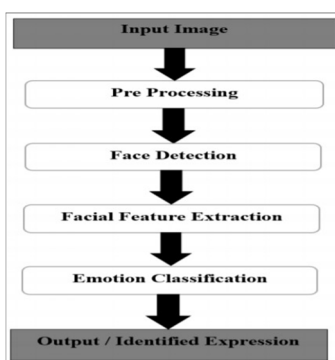 Input Image
Pre Processing
Face Detection
Facial Feature Extraction
Emotion Classification
Output / Identified Expression